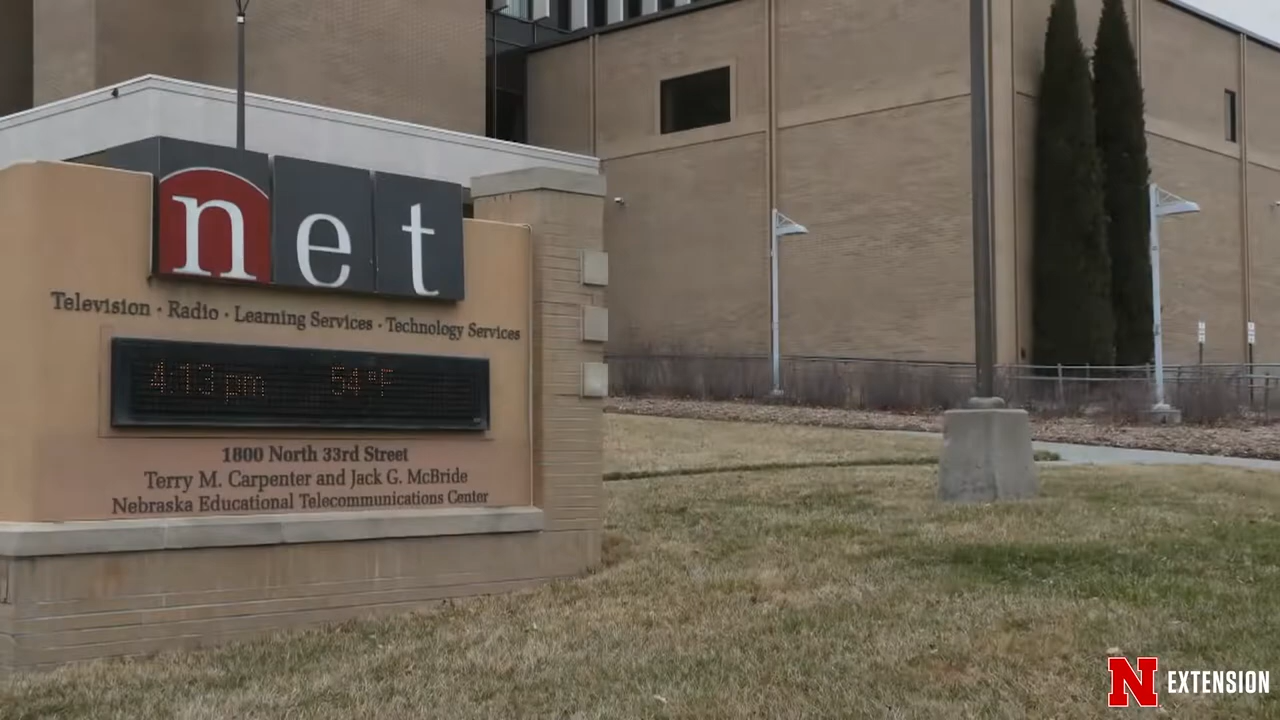 net
Television · Radio · Learning Services · Technology Services
4:13 pm 54°F
1800 North 33rd Street
Terry M. Carpenter and Jack G. McBride
Nebraska Educational Telecommunications Center
N EXTENSION